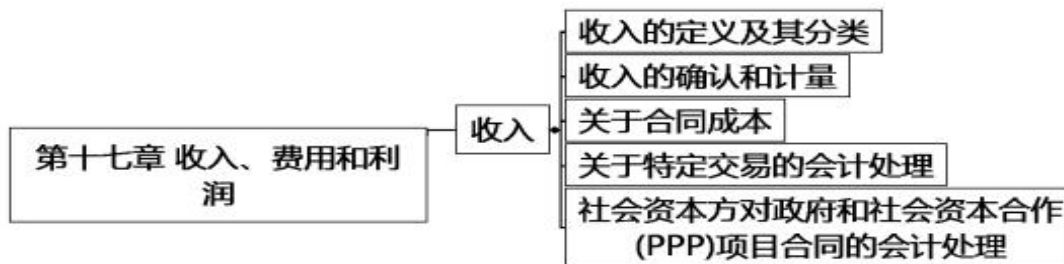 第十七章 收入、费用和利
润
收入
收入的定义及其分类
收入的确认和计量
关于合同成本
关于特定交易的会计处理
社会资本方对政府和社会资本合作
(PPP)项目合同的会计处理